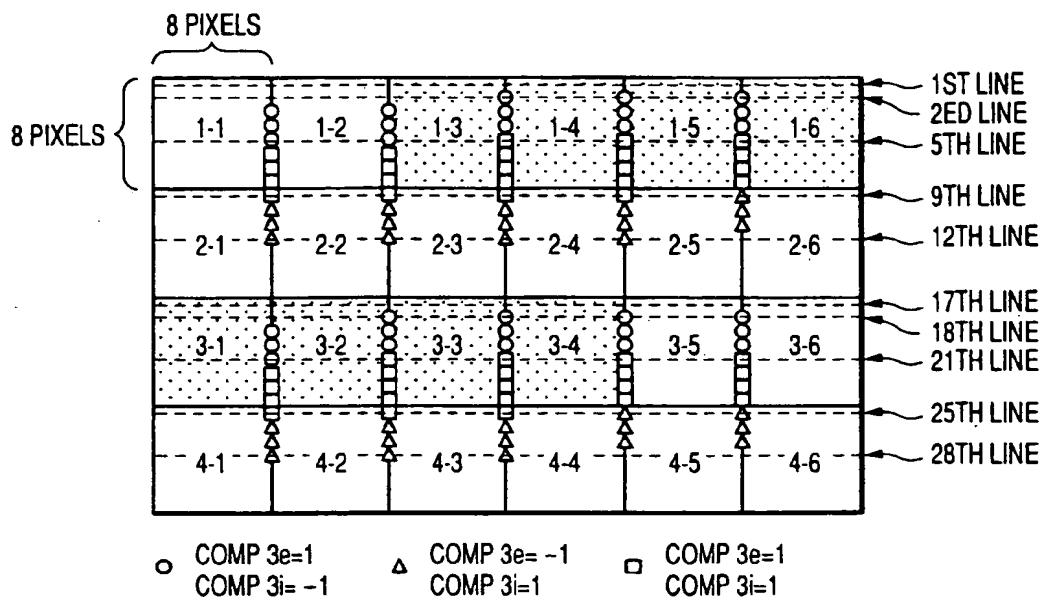 8 PIXELS
8 PIXELS
1ST LINE
2ED LINE
5TH LINE
9TH LINE
12TH LINE
17TH LINE
18TH LINE
21TH LINE
25TH LINE
28TH LINE
1-1 1-2 1-3 1-4 1-5 1-6
2-1 2-2 2-3 2-4 2-5 2-6
3-1 3-2 3-3 3-4 3-5 3-6
4-1 4-2 4-3 4-4 4-5 4-6
COMP 3e=1
COMP 3i= -1
COMP 3e= -1
COMP 3i=1
COMP 3e=1
COMP 3i=1